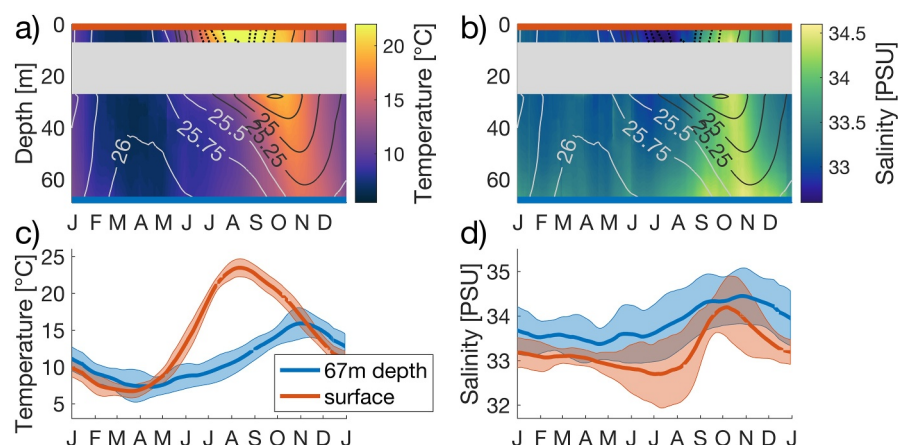 a)
b)
0
20
40
60
Depth [m]
26
25.75
25.5
25
25.25
20
15
10
Temperature [°C]
0
20
40
60
26
25.75
25.5
25
25.25
34.5
34
33.5
33
Salinity [PSU]
J F M A M J J A S O N D
J F M A M J J A S O N D
c)
d)
25
20
15
10
5
Temperature [°C]
67m depth
surface
35
34
33
32
Salinity [PSU]
J F M A M J J A S O N D J
J F M A M J J A S O N D J